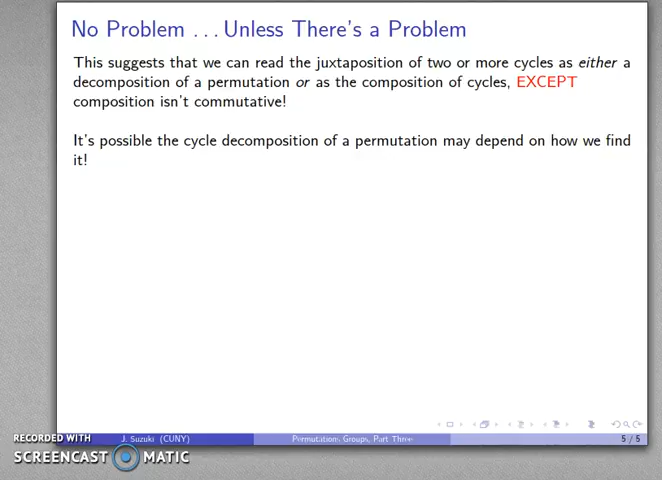 No Problem . . . Unless There's a Problem
This suggests that we can read the juxtaposition of two or more cycles as either a
decomposition of a permutation or as the composition of cycles, EXCEPT
composition isn't commutative!
It's possible the cycle decomposition of a permutation may depend on how we find
it!
RECORDED WITH
SCREENCAST MATIC
J. Suzuki (CUNY)
Permutations Groups, Part Three
5 / 5